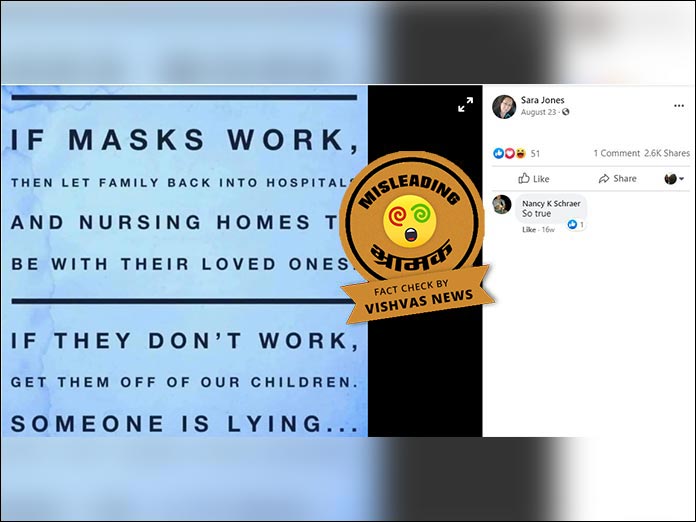 IF MASKS WORK,
THEN LET FAMILY BACK INTO HOSPITALS
AND NURSING HOMES T
BE WITH THEIR LOVED ONES.
IF THEY DON'T WORK,
GET THEM OFF OF OUR CHILDREN.
SOMEONE IS LYING...
MISLEADING
भ्रामक
FACT CHECK BY
VISHVAS NEWS
Sara Jones
August 23 ·
51
1 Comment 2.6K Shares
Like Share
Nancy K Schraer
So true
Like · 16w
1